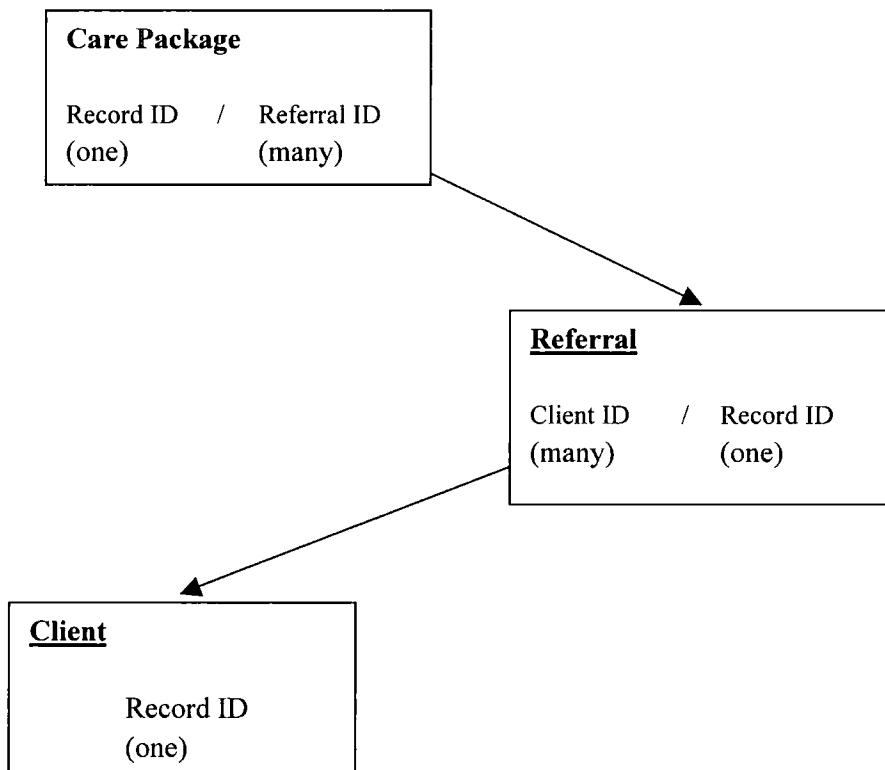 Care Package
Record ID / Referral ID
(one) (many)
Referral
Client ID / Record ID
(many) (one)
Client
Record ID
(one)